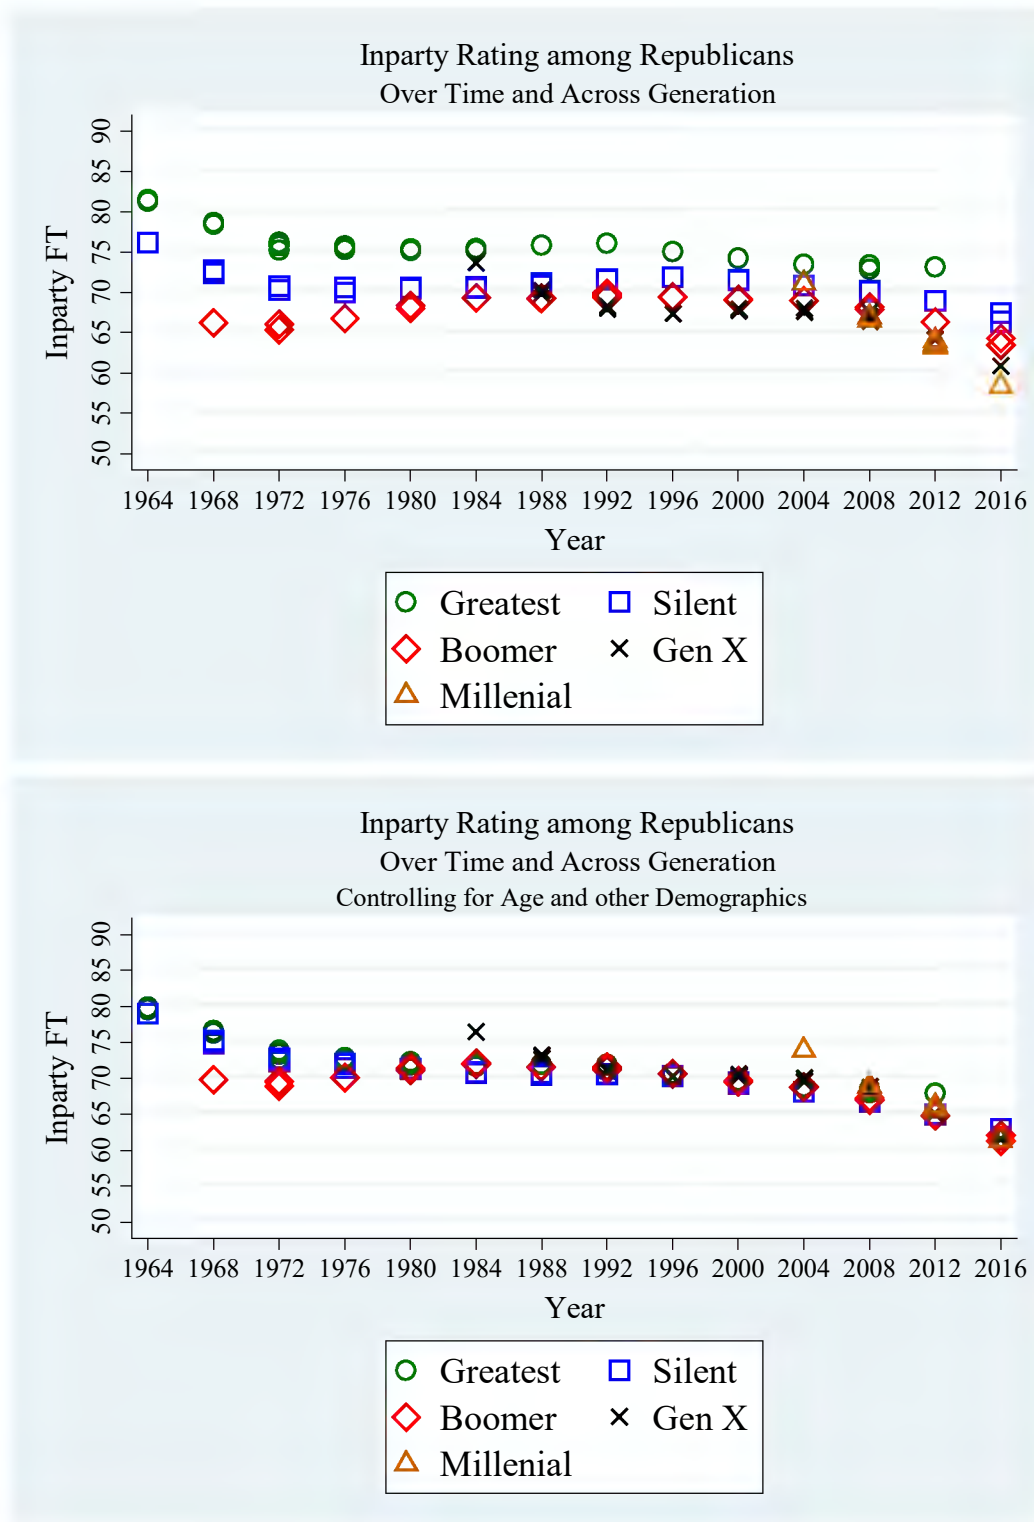 Inparty Rating among Republicans
Over Time and Across Generation
Inparty FT
90
85
80
75
70
65
60
55
50
1964 1968 1972 1976 1980 1984 1988 1992 1996 2000 2004 2008 2012 2016
Year
Greatest Silent
Boomer Gen X
Millenial
Inparty Rating among Republicans
Over Time and Across Generation
Controlling for Age and other Demographics
Inparty FT
90
85
80
75
70
65
60
55
50
1964 1968 1972 1976 1980 1984 1988 1992 1996 2000 2004 2008 2012 2016
Year
Greatest Silent
Boomer Gen X
Millenial